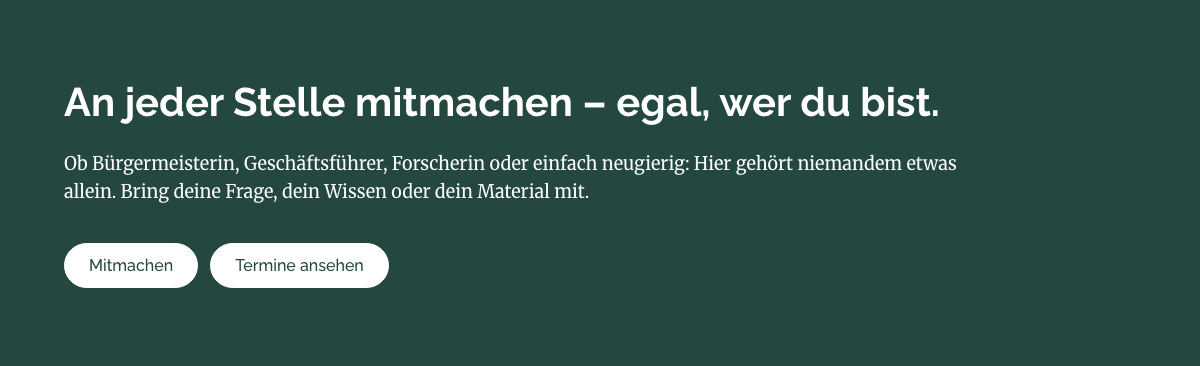 An jeder Stelle mitmachen – egal, wer du bist.
Ob Bürgermeisterin, Geschäftsführer, Forscherin oder einfach neugierig: Hier gehört niemandem etwas
allein. Bring deine Frage, dein Wissen oder dein Material mit.
Mitmachen
Termine ansehen